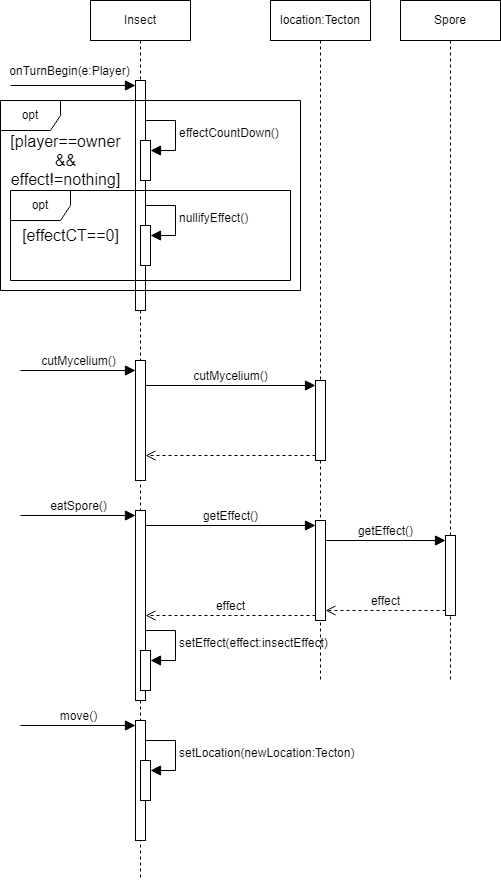 Insect
location:Tecton
Spore
onTurnBegin(e:Player)
opt
[player==owner
&&
effect!=nothing]
effectCountDown()
opt
[effectCT==0]
nullifyEffect()
cutMycelium()
cutMycelium()
eatSpore()
getEffect()
getEffect()
effect
effect
setEffect(effect:insectEffect)
move()
setLocation(newLocation:Tecton)